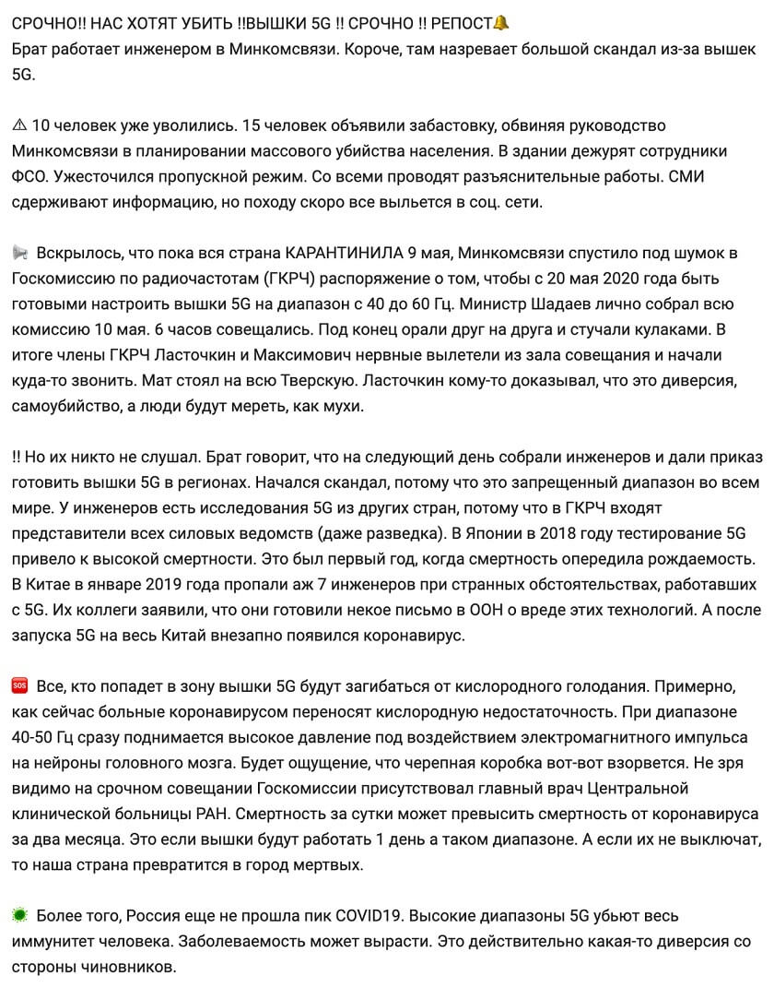 СРОЧНО!! НАС ХОТЯТ УБИТЬ !!ВЫШКИ 5G !! СРОЧНО !! РЕПОСТ🔔
Брат работает инженером в Минкомсвязи. Короче, там назревает большой скандал из-за вышек
5G.
⚠ 10 человек уже уволились. 15 человек объявили забастовку, обвиняя руководство
Минкомсвязи в планировании массового убийства населения. В здании дежурят сотрудники
ФСО. Ужесточился пропускной режим. Со всеми проводят разъяснительные работы. СМИ
сдерживают информацию, но походу скоро все выльется в соц. сети.
📢 Вскрылось, что пока вся страна КАРАНТИНИЛА 9 мая, Минкомсвязи спустило под шумок в
Госкомиссию по радиочастотам (ГКРЧ) распоряжение о том, чтобы с 20 мая 2020 года быть
готовыми настроить вышки 5G на диапазон с 40 до 60 Гц. Министр Шадаев лично собрал всю
комиссию 10 мая. 6 часов совещались. Под конец орали друг на друга и стучали кулаками. В
итоге члены ГКРЧ Ласточкин и Максимович нервные вылетели из зала совещания и начали
куда-то звонить. Мат стоял на всю Тверскую. Ласточкин кому-то доказывал, что это диверсия,
самоубийство, а люди будут мереть, как мухи.
!! Но их никто не слушал. Брат говорит, что на следующий день собрали инженеров и дали приказ
готовить вышки 5G в регионах. Начался скандал, потому что это запрещенный диапазон во всем
мире. У инженеров есть исследования 5G из других стран, потому что в ГКРЧ входят
представители всех силовых ведомств (даже разведка). В Японии в 2018 году тестирование 5G
привело к высокой смертности. Это был первый год, когда смертность опередила рождаемость.
В Китае в январе 2019 года пропали аж 7 инженеров при странных обстоятельствах, работавших
с 5G. Их коллеги заявили, что они готовили некое письмо в ООН о вреде этих технологий. А после
запуска 5G на весь Китай внезапно появился коронавирус.
🆘 Все, кто попадет в зону вышки 5G будут загибаться от кислородного голодания. Примерно,
как сейчас больные коронавирусом переносят кислородную недостаточность. При диапазоне
40-50 Гц сразу поднимается высокое давление под воздействием электромагнитного импульса
на нейроны головного мозга. Будет ощущение, что черепная коробка вот-вот взорвется. Не зря
видимо на срочном совещании Госкомиссии присутствовал главный врач Центральной
клинической больницы РАН. Смертность за сутки может превысить смертность от коронавируса
за два месяца. Это если вышки будут работать 1 день а таком диапазоне. А если их не выключат,
то наша страна превратится в город мертвых.
Более того, Россия еще не прошла пик COVID19. Высокие диапазоны 5G убьют весь
иммунитет человека. Заболеваемость может вырасти. Это действительно какая-то диверсия со
стороны чиновников.